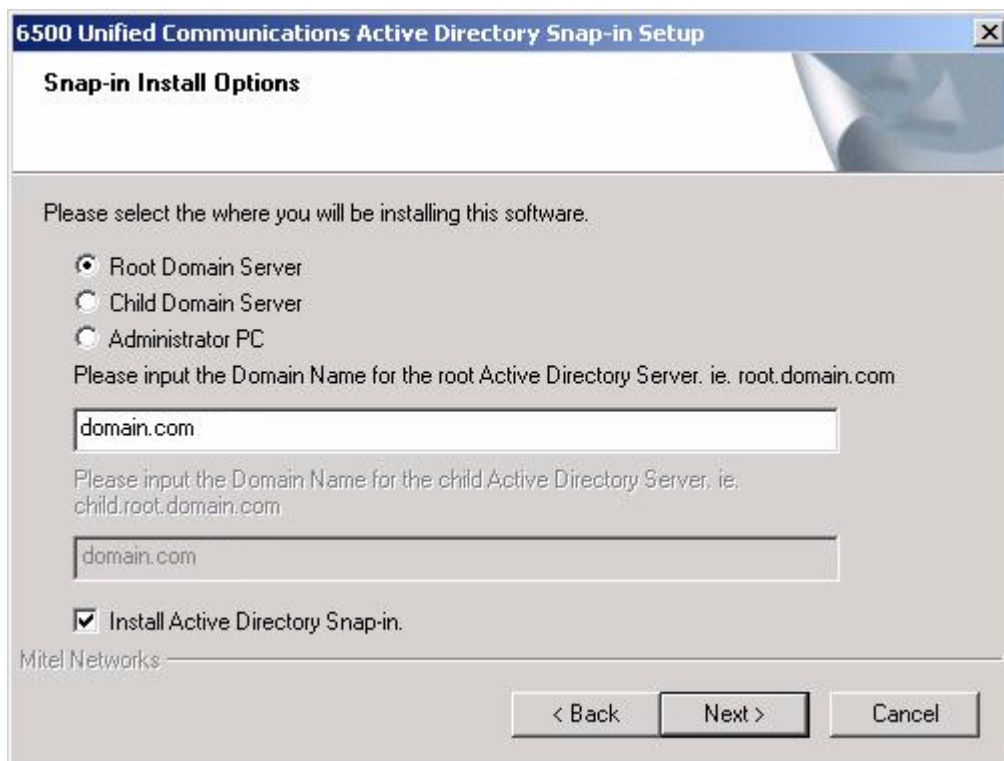 6500 Unified Communications Active Directory Snap-in Setup
Snap-in Install Options
Please select the where you will be installing this software.
Root Domain Server
Child Domain Server
Administrator PC
Please input the Domain Name for the root Active Directory Server. ie. root.domain.com
domain.com
Please input the Domain Name for the child Active Directory Server. ie.
child.root.domain.com
domain.com
Install Active Directory Snap-in.
Mitel Networks
< Back
Next >
Cancel